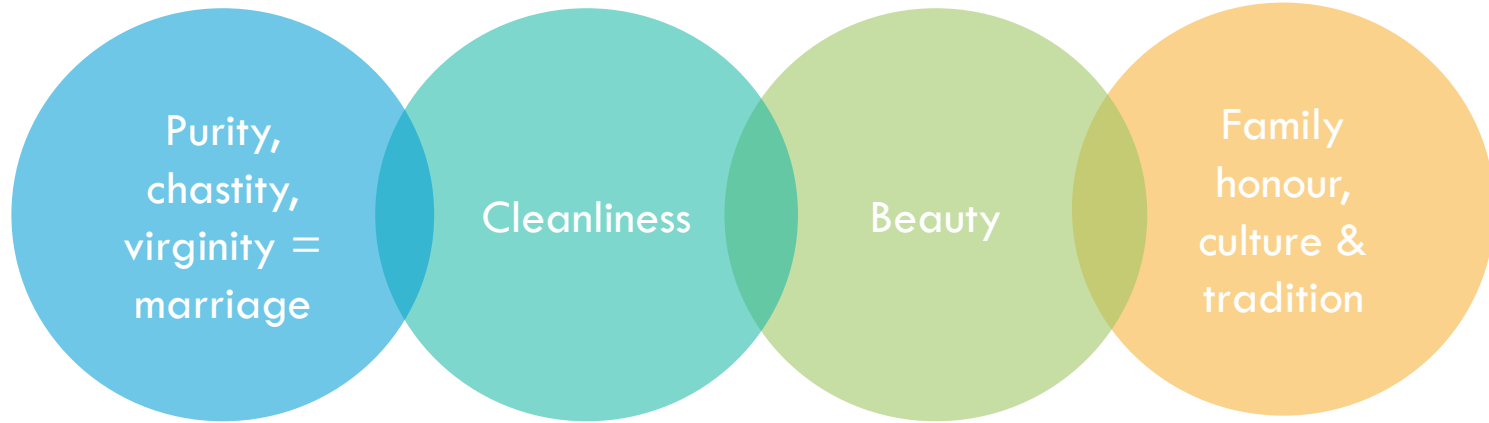 Purity,
chastity,
virginity =
marriage
Cleanliness
Beauty
Family
honour,
culture &
tradition